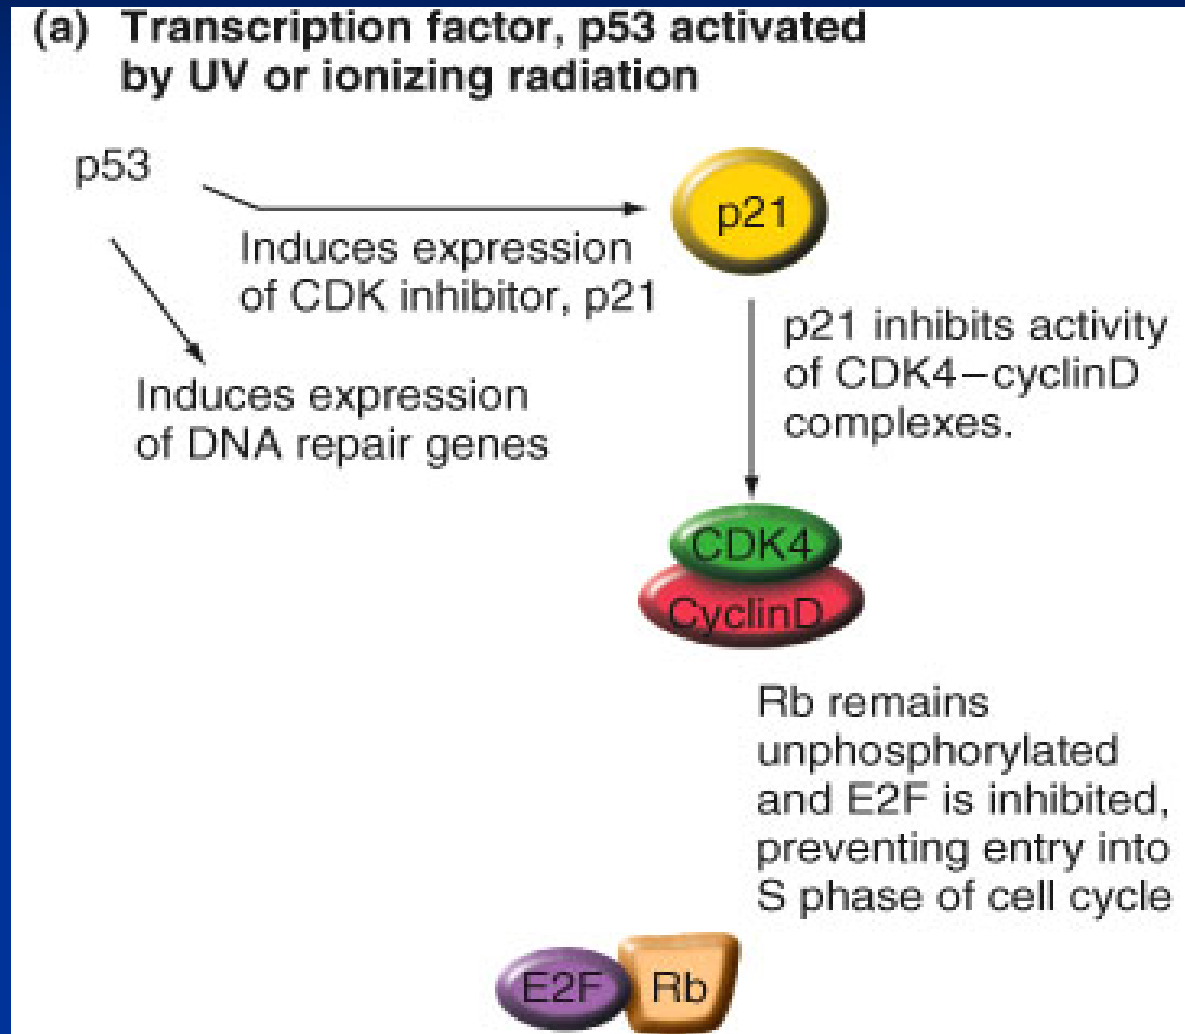 (a) Transcription factor, p53 activated
by UV or ionizing radiation
p53
p21
Induces expression
of CDK inhibitor, p21
p21 inhibits activity
of CDK4–cyclinD
complexes.
Induces expression
of DNA repair genes
CDK4
CyclinD
Rb remains
unphosphorylated
and E2F is inhibited,
preventing entry into
S phase of cell cycle
E2F
Rb